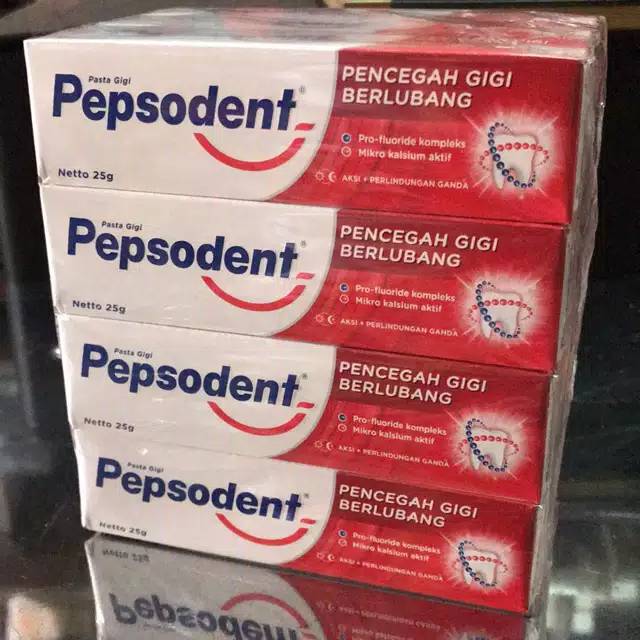 Pasta Gigi
Pepsodent®
Netto 25g
PENCEGAH GIGI
BERLUBANG
Pro-fluoride kompleks
Mikro kalsium aktif
AKSI + PERLINDUNGAN GANDA
Pasta Gigi
Pepsodent®
Netto 25g
PENCEGAH GIGI
BERLUBANG
Pro-fluoride kompleks
Mikro kalsium aktif
AKSI + PERLINDUNGAN GANDA
Pasta Gigi
Pepsodent®
Netto 25g
PENCEGAH GIGI
BERLUBANG
Pro-fluoride kompleks
Mikro kalsium aktif
AKSI + PERLINDUNGAN GANDA
Pasta Gigi
Pepsodent®
Netto 25g
PENCEGAH GIGI
BERLUBANG
Pro-fluoride kompleks
Mikro kalsium aktif
AKSI + PERLINDUNGAN GANDA